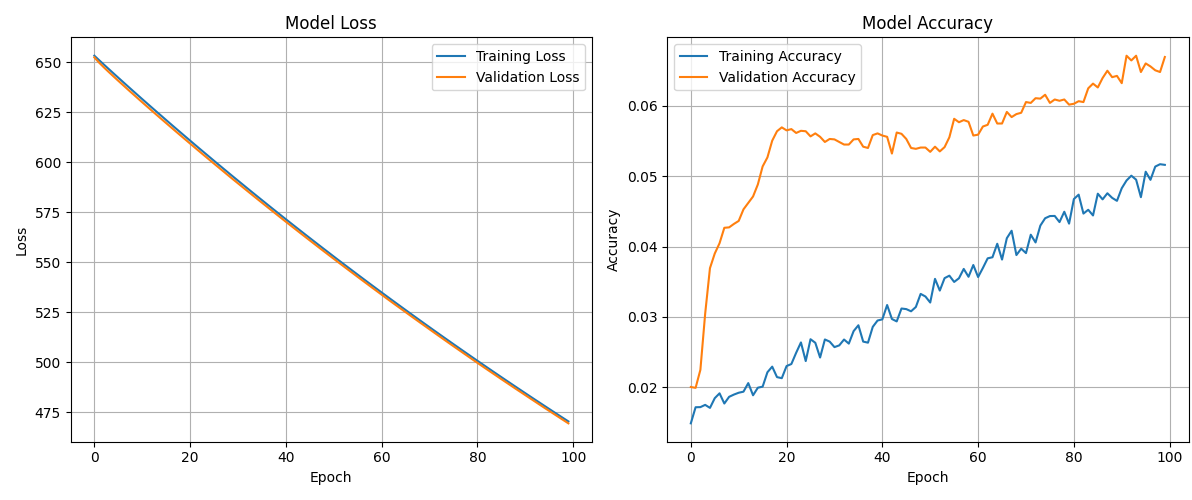 Model Loss
Training Loss
Validation Loss
650
625
600
575
550
525
500
475
0 20 40 60 80 100
Epoch
Loss
Model Accuracy
Training Accuracy
Validation Accuracy
0.06
0.05
0.04
0.03
0.02
0 20 40 60 80 100
Epoch
Accuracy